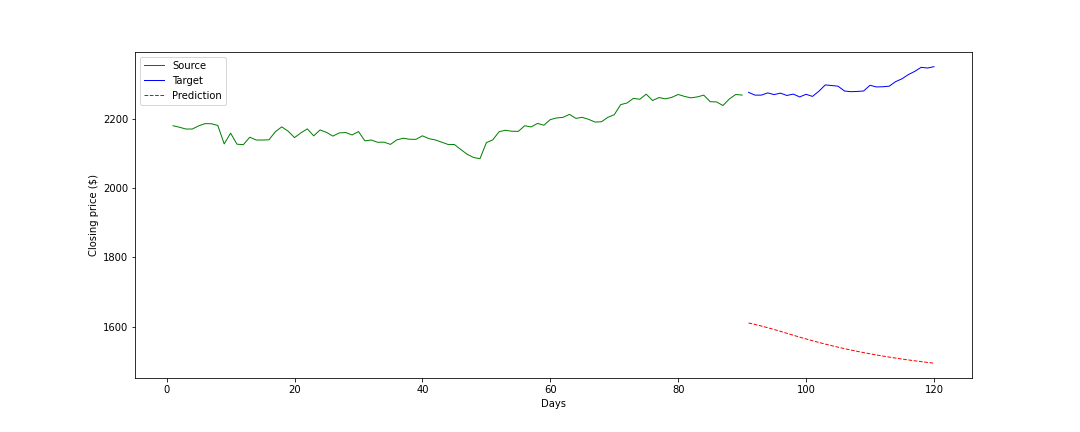 Source
Target
Prediction
2200
2000
1800
1600
Closing price ($)
0 20 40 60 80 100 120
Days